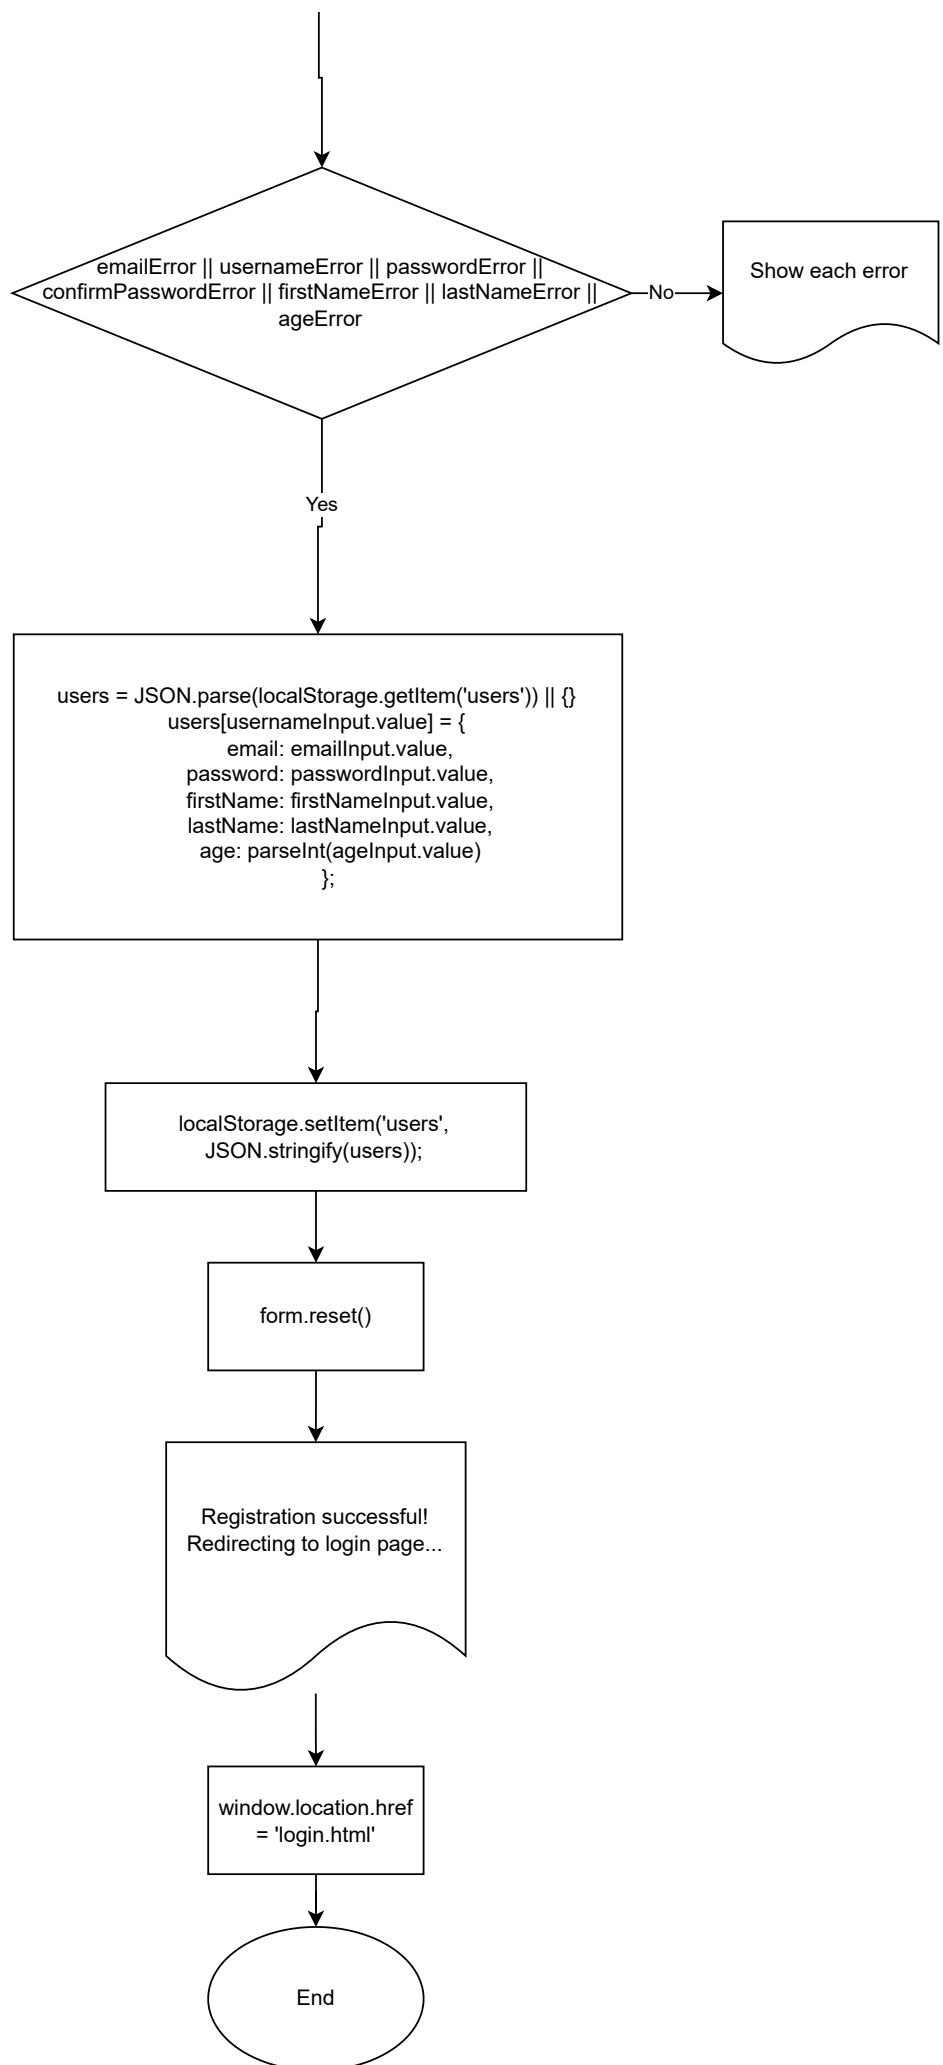 emailError || usernameError || passwordError ||
confirmPasswordError || firstNameError || lastNameError ||
ageError
No
Show each error
Yes
users = JSON.parse(localStorage.getItem('users')) || {}
users[usernameInput.value] = {
email: emailInput.value,
password: passwordInput.value,
firstName: firstNameInput.value,
lastName: lastNameInput.value,
age: parseInt(ageInput.value)
};
localStorage.setItem('users',
JSON.stringify(users));
form.reset()
Registration successful!
Redirecting to login page...
window.location.href
= 'login.html'
End